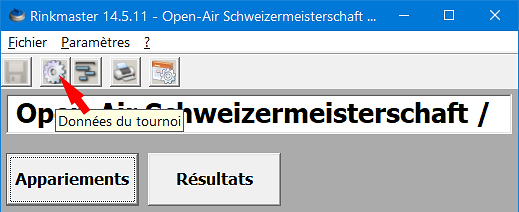 Rinkmaster 14.5.11 - Open-Air Schweizermeisterschaft ...
Fichier Paramètres ?
Open-Air Schweizermeisterschaft /
Données du tournoi
Appariements Résultats